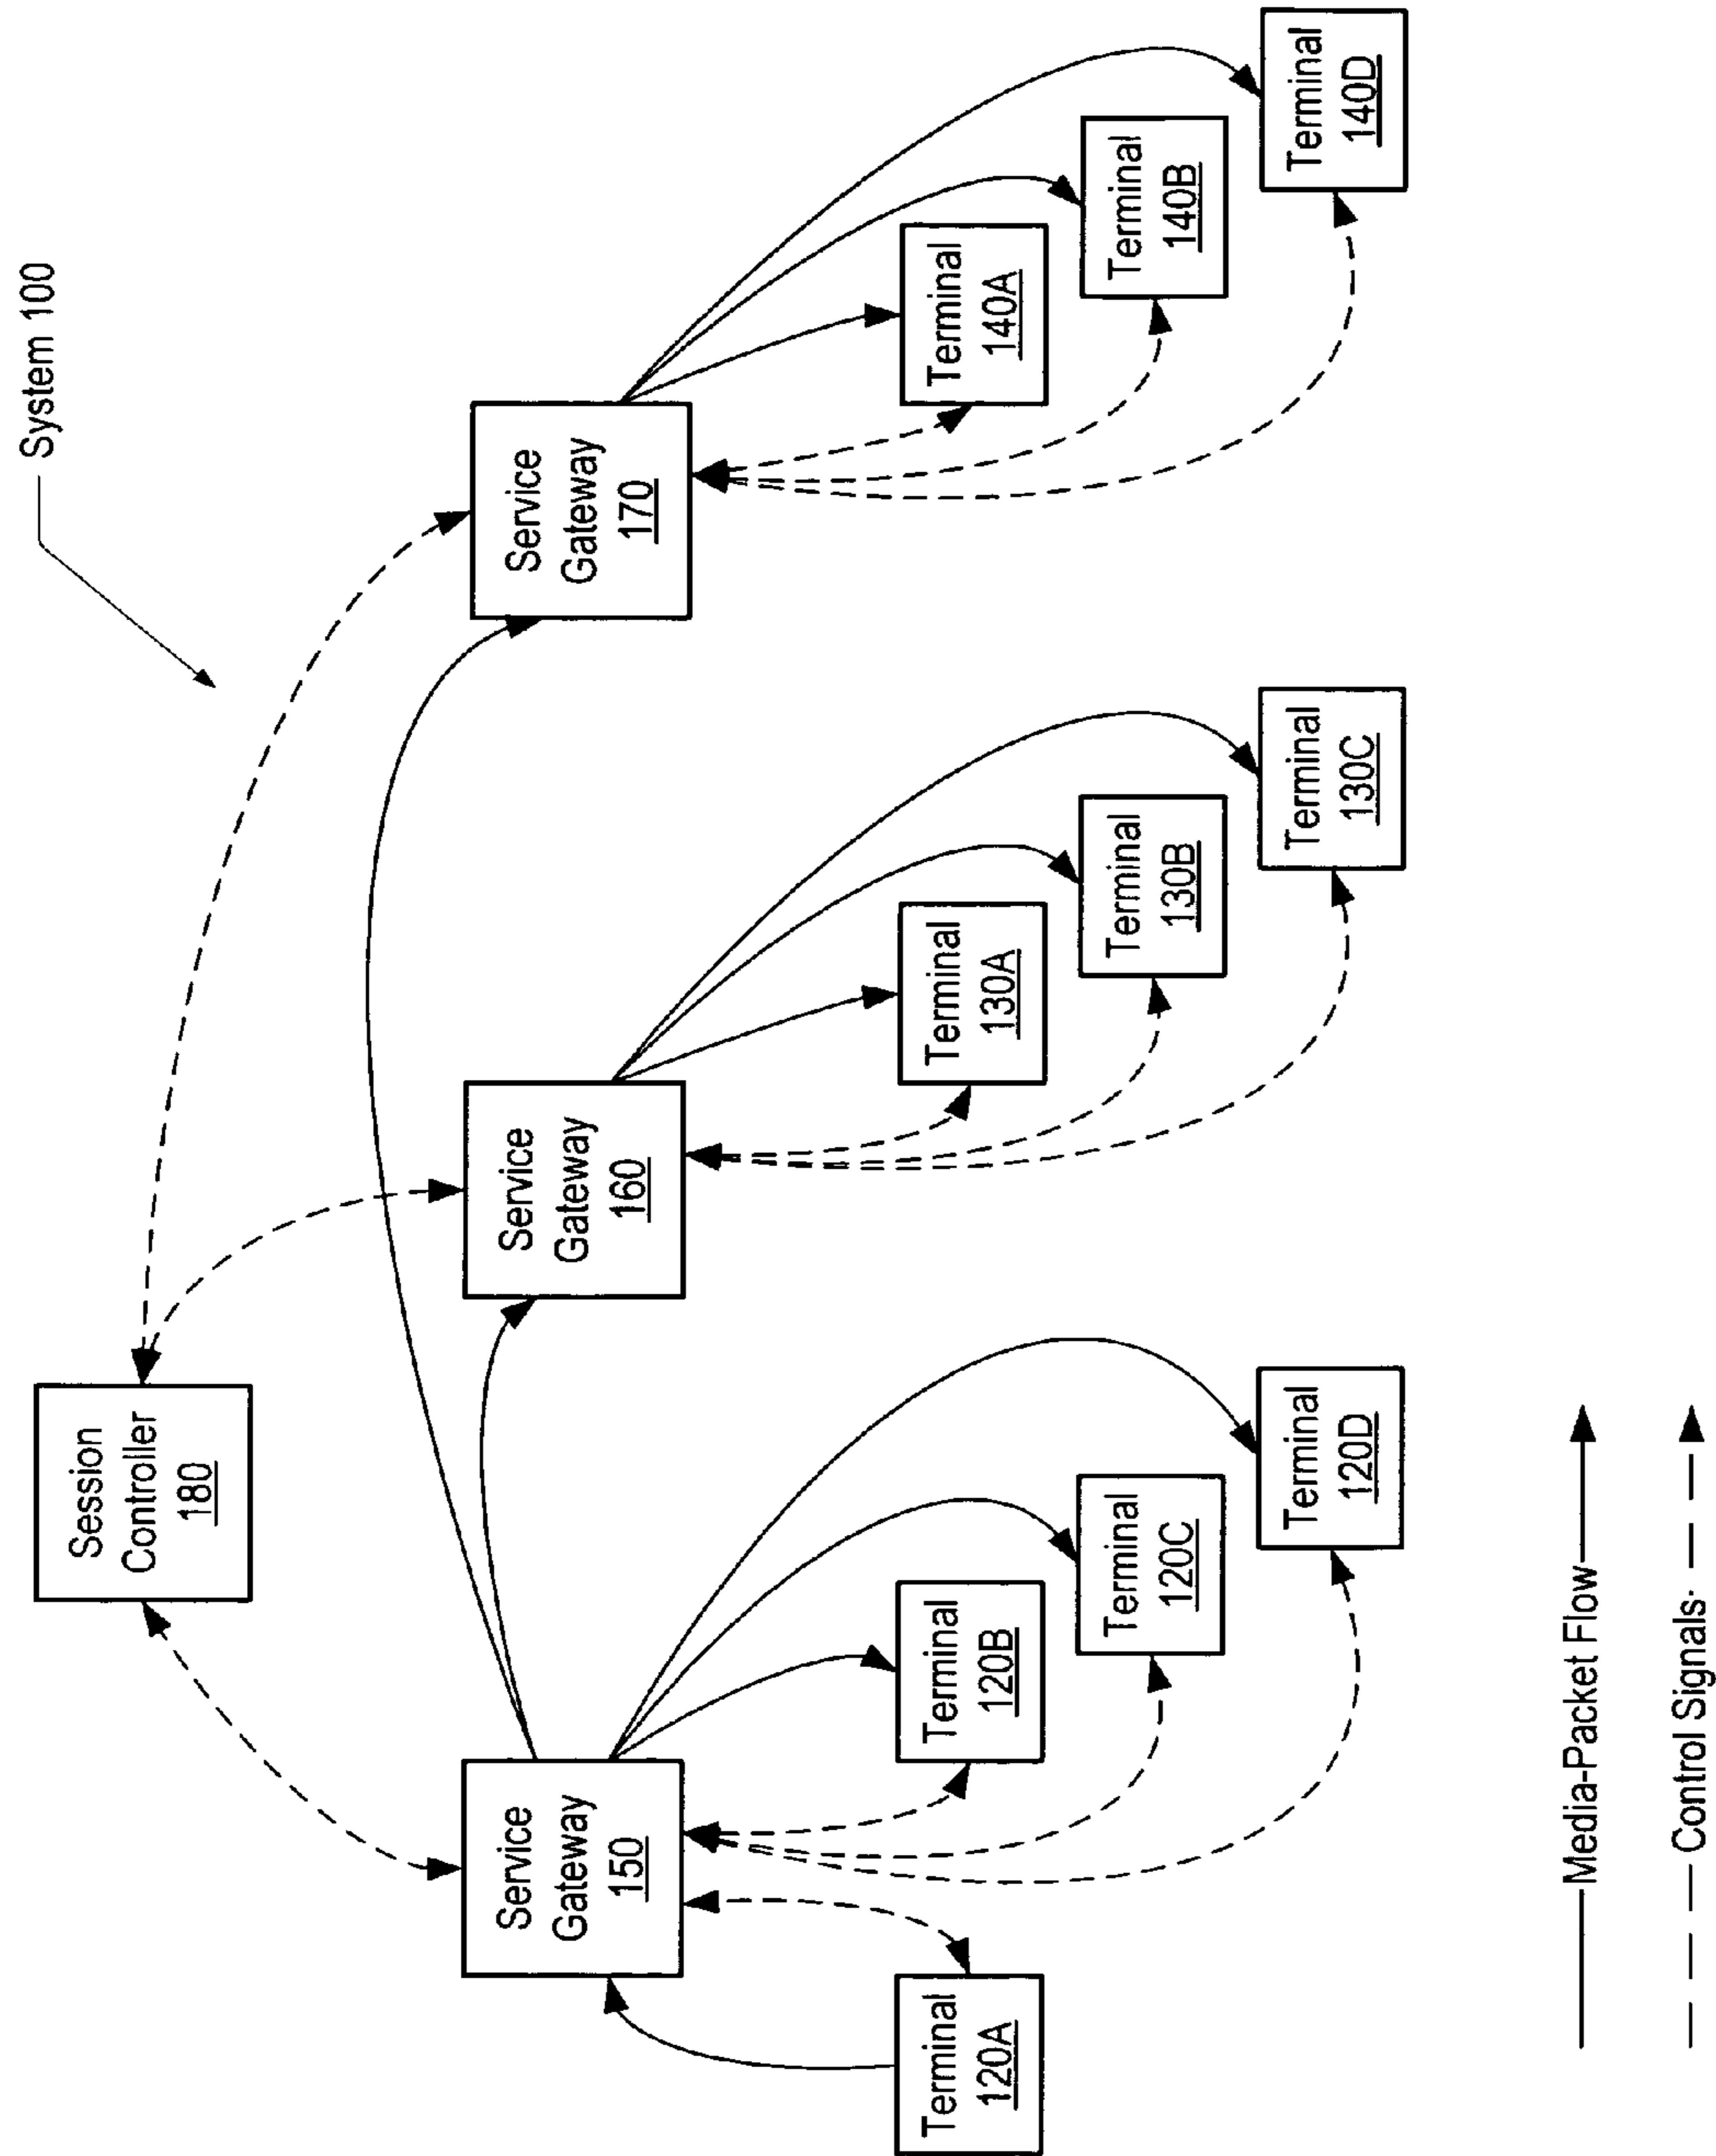 System 100
Session
Controller
180
Service
Gateway
150
Service
Gateway
160
Service
Gateway
170
Terminal
120A
Terminal
120B
Terminal
120C
Terminal
120D
Terminal
130A
Terminal
130B
Terminal
130C
Terminal
140A
Terminal
140B
Terminal
140D
Media-Packet Flow
Control Signals